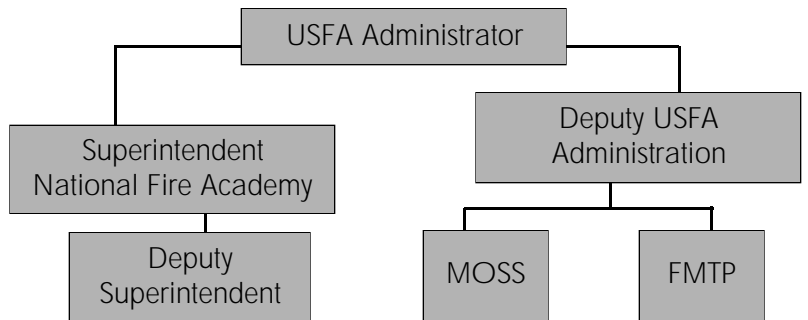 USFA Administrator
Superintendent
National Fire Academy
Deputy USFA
Administration
Deputy
Superintendent
MOSS
FMTP